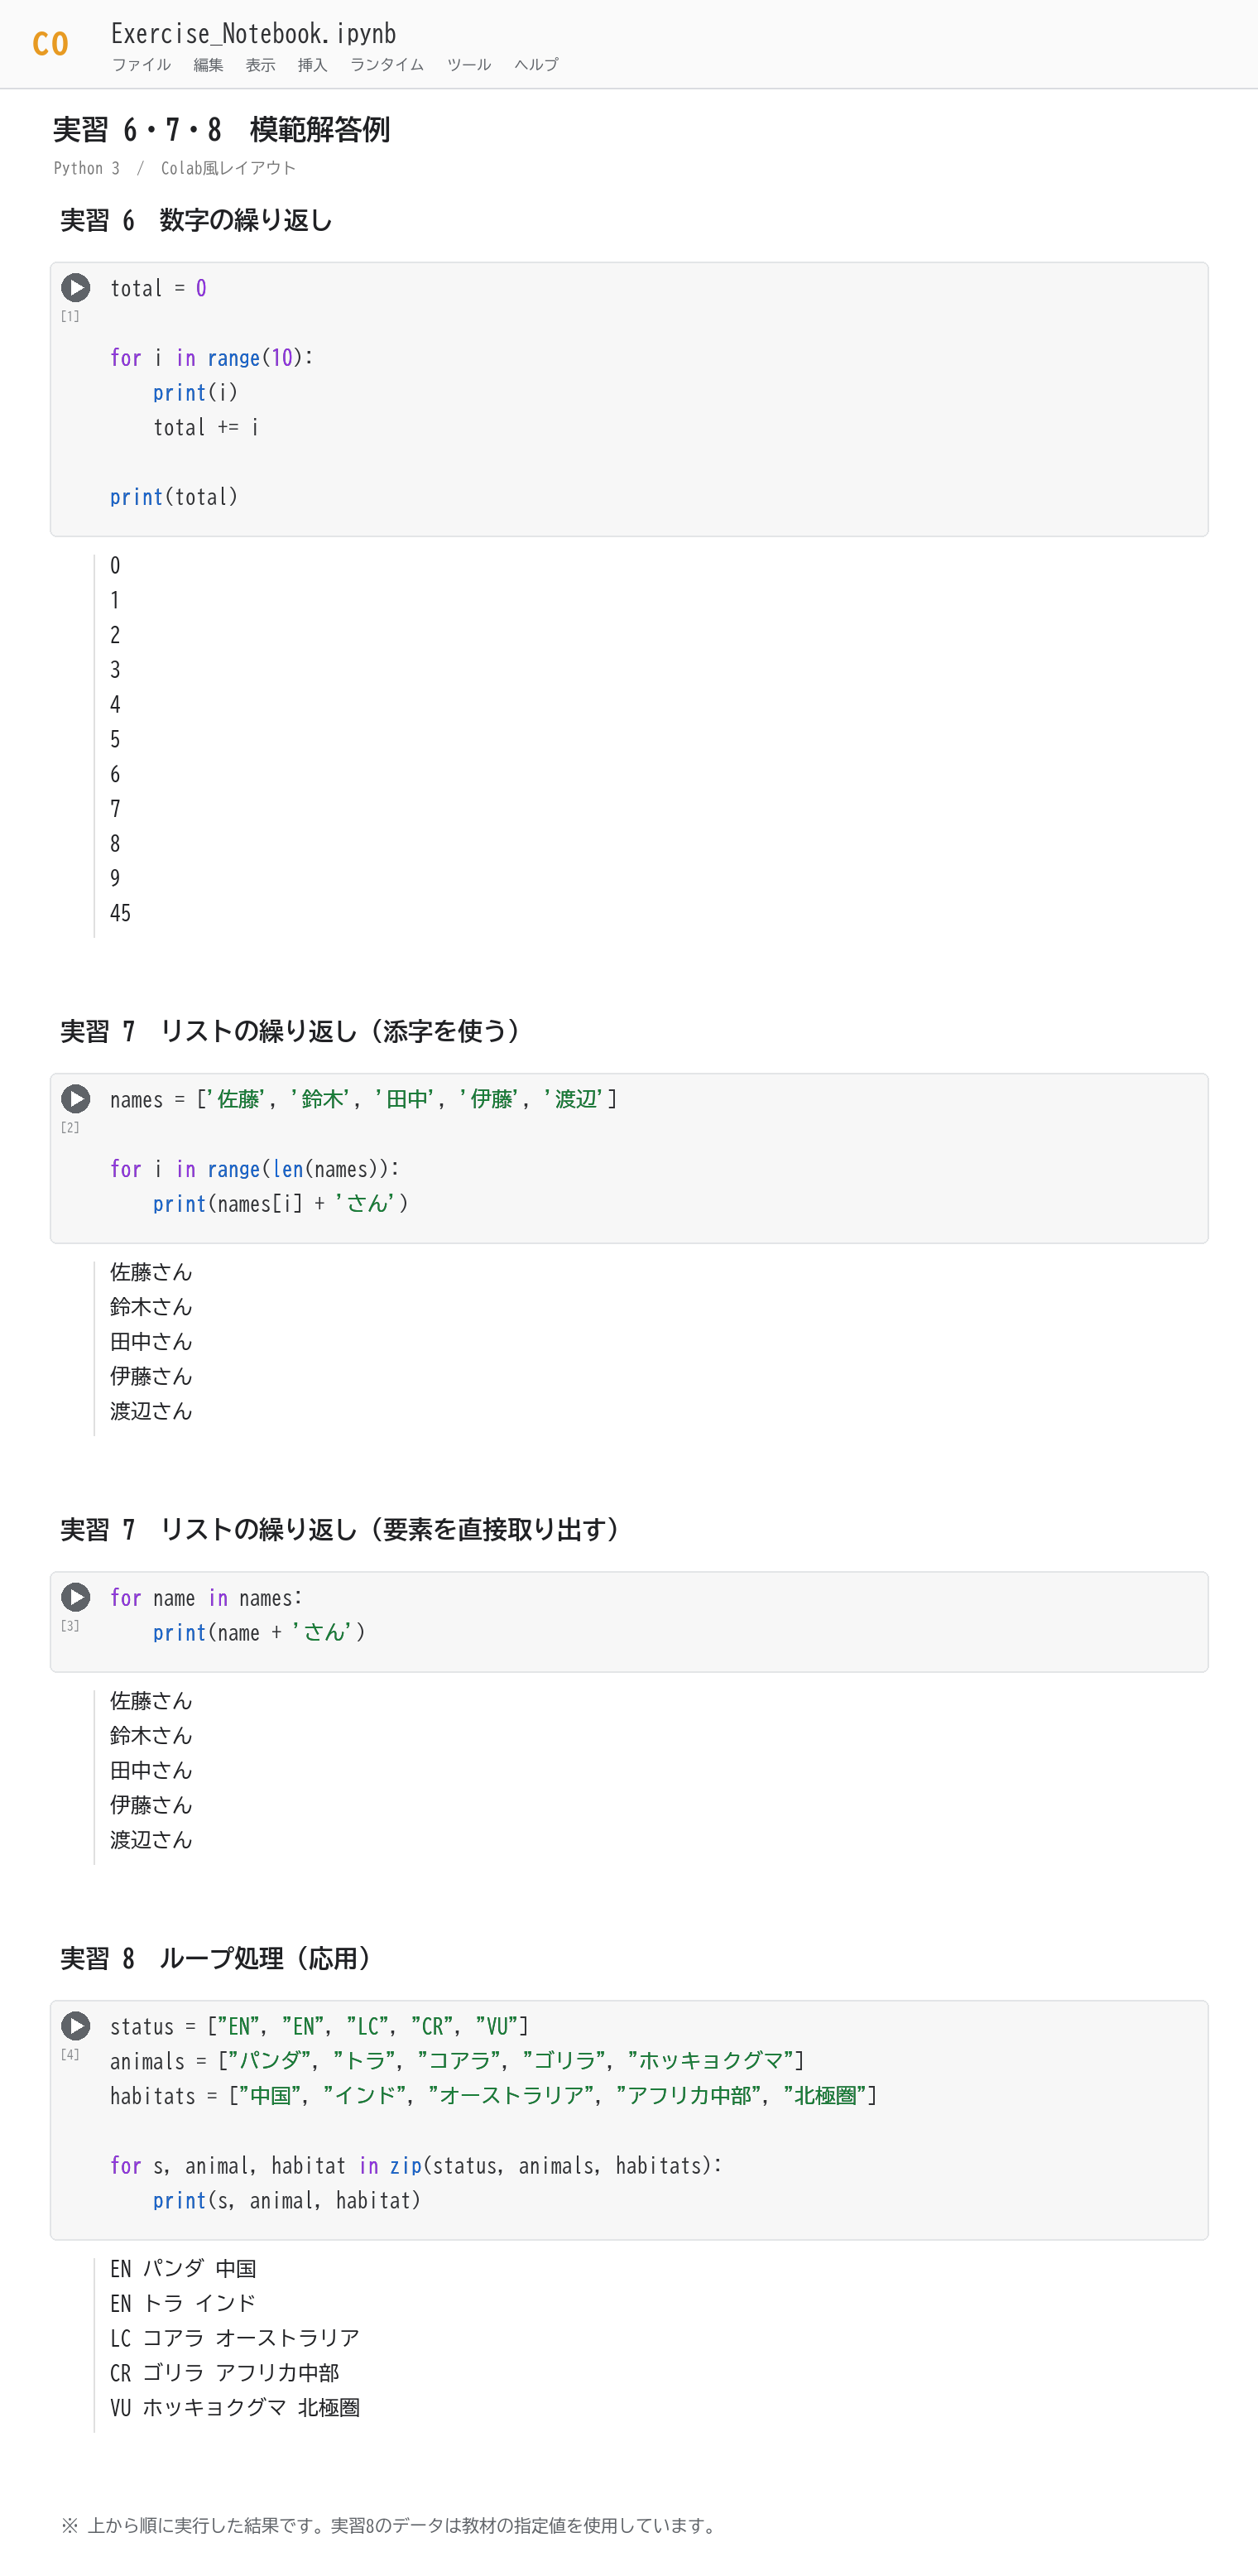 CO
Exercise_Notebook.ipynb
ファイル 編集 表示 挿入 ランタイム ツール ヘルプ
実習 6・7・8　模範解答例
Python 3 / Colab風レイアウト
実習 6　数字の繰り返し
total = 0
[1]
for i in range(10):
    print(i)
    total += i
print(total)
0
1
2
3
4
5
6
7
8
9
45
実習 7　リストの繰り返し（添字を使う）
names = ['佐藤', '鈴木', '田中', '伊藤', '渡辺']
[2]
for i in range(len(names)):
    print(names[i] + 'さん')
佐藤さん
鈴木さん
田中さん
伊藤さん
渡辺さん
実習 7　リストの繰り返し（要素を直接取り出す）
for name in names:
[3]
    print(name + 'さん')
佐藤さん
鈴木さん
田中さん
伊藤さん
渡辺さん
実習 8　ループ処理（応用）
status = ["EN", "EN", "LC", "CR", "VU"]
[4]
animals = ["パンダ", "トラ", "コアラ", "ゴリラ", "ホッキョクグマ"]
habitats = ["中国", "インド", "オーストラリア", "アフリカ中部", "北極圏"]
for s, animal, habitat in zip(status, animals, habitats):
    print(s, animal, habitat)
EN パンダ 中国
EN トラ インド
LC コアラ オーストラリア
CR ゴリラ アフリカ中部
VU ホッキョクグマ 北極圏
※ 上から順に実行した結果です。実習8のデータは教材の指定値を使用しています。